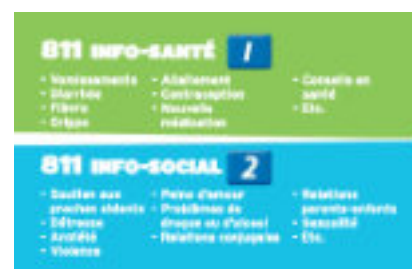 811 INFO-SANTÉ 1
- Vomissements
- Diarrhée
- Fièvre
- Grippe
- Allaitement
- Contraception
- Nouvelle
médication
- Conseils en
santé
- Etc.
811 INFO-SOCIAL 2
- Soutien aux
proches aidants
- Détresse
- Anxiété
- Violence
- Peine d'amour
- Problèmes de
drogue ou d'alcool
- Relations conjugales
- Relations
parents-enfants
- Sexualité
- Etc.